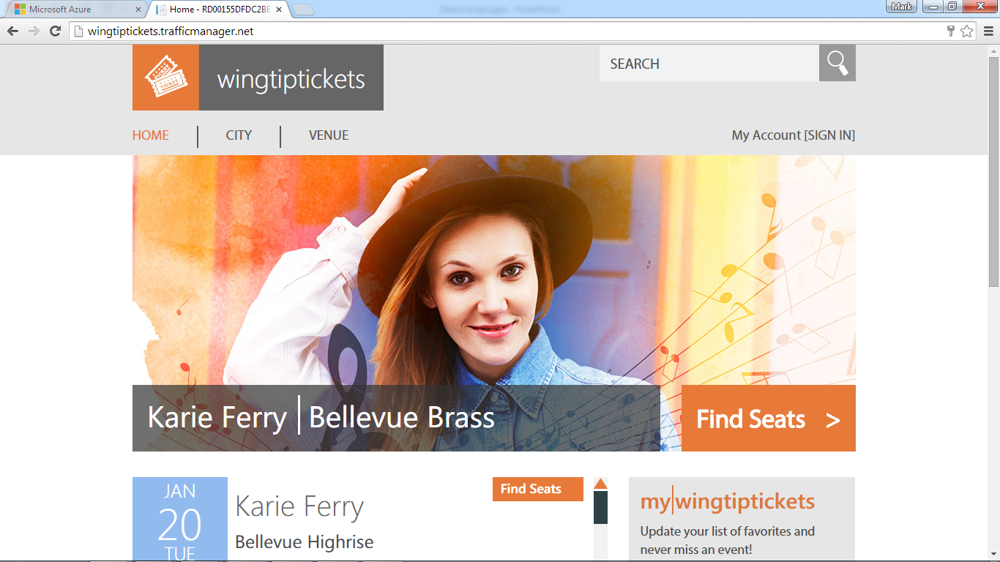 Microsoft Azure
Home - RD00155DFDC2BE
Mark
wingtiptickets.trafficmanager.net
TICKET
wingtiptickets
SEARCH
HOME
CITY
VENUE
My Account [SIGN IN]
Karie Ferry | Bellevue Brass
Find Seats >
JAN
20
TUE
Karie Ferry
Bellevue Highrise
Find Seats
my|wingtiptickets
Update your list of favorites and
never miss an event!